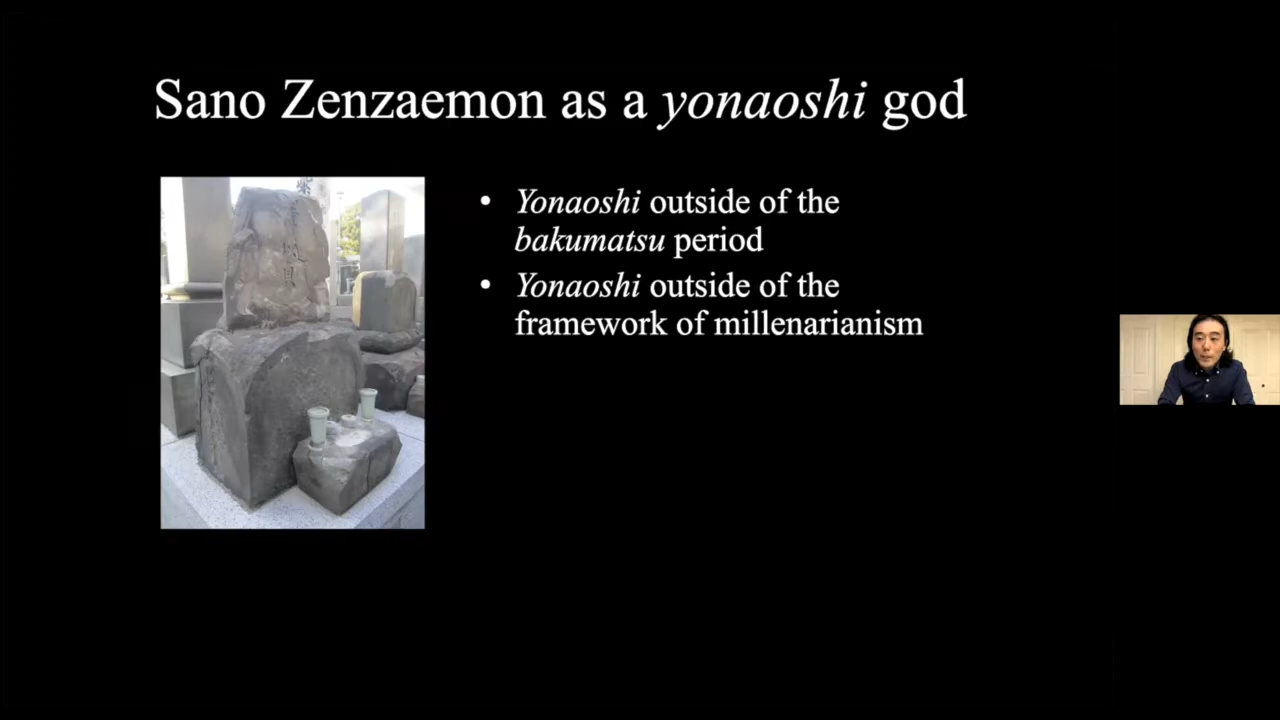 Sano Zenzaemon as a yonaoshi god
• Yonaoshi outside of the
bakumatsu period
• Yonaoshi outside of the
framework of millenarianism